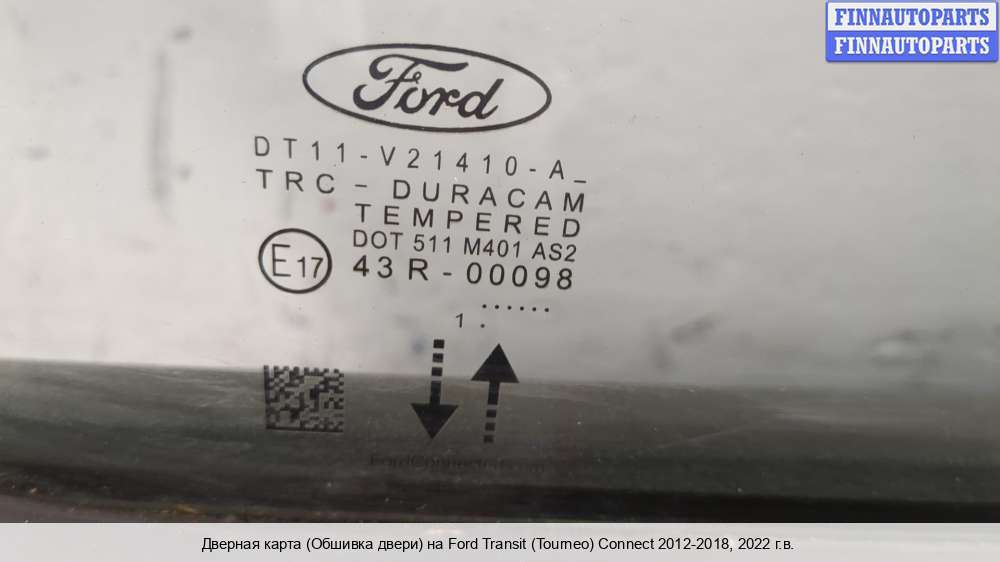 FINNAUTOPARTS
FINNAUTOPARTS
Ford
DT11-V21410-A_
TRC - DURACAM
TEMPERED
DOT 511 M401 AS2
E17
43R-00098
......
1 .
Дверная карта (Обшивка двери) на Ford Transit (Tourneo) Connect 2012-2018, 2022 г.в.